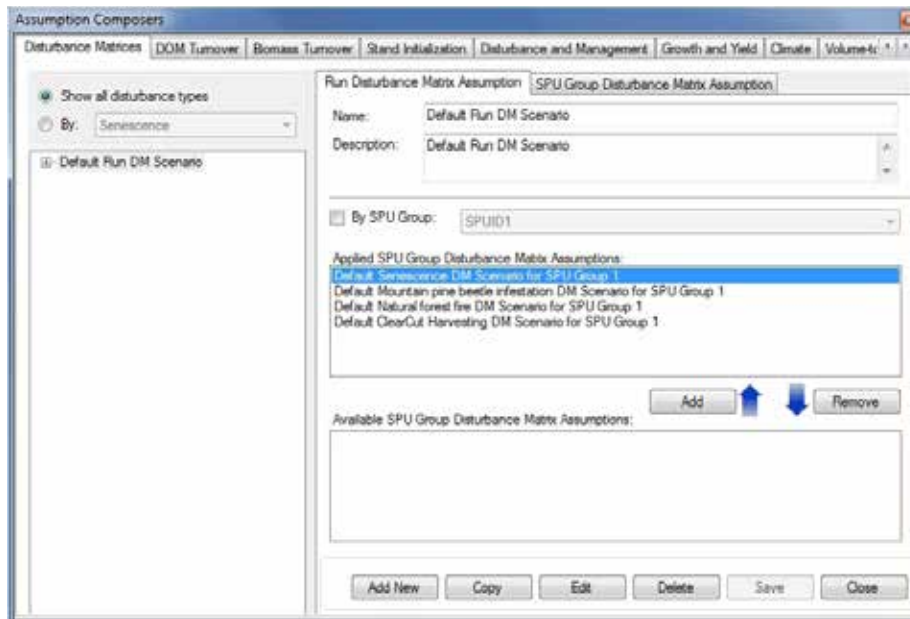 Assumption Composers
Disturbance Matrices DOM Turnover Biomass Turnover Stand Initialization Disturbance and Management Growth and Yield Climate Volume-to
Show all disturbance types
By: Senescence
Default Run DM Scenario
Run Disturbance Matrix Assumption SPU Group Disturbance Matrix Assumption
Name: Default Run DM Scenario
Description: Default Run DM Scenario
By SPU Group: SPUID1
Applied SPU Group Disturbance Matrix Assumptions:
Default Senescence DM Scenario for SPU Group 1
Default Mountain pine beetle infestation DM Scenario for SPU Group 1
Default Natural forest fire DM Scenario for SPU Group 1
Default ClearCut Harvesting DM Scenario for SPU Group 1
Add Remove
Available SPU Group Disturbance Matrix Assumptions:
Add New Copy Edit Delete Save Close